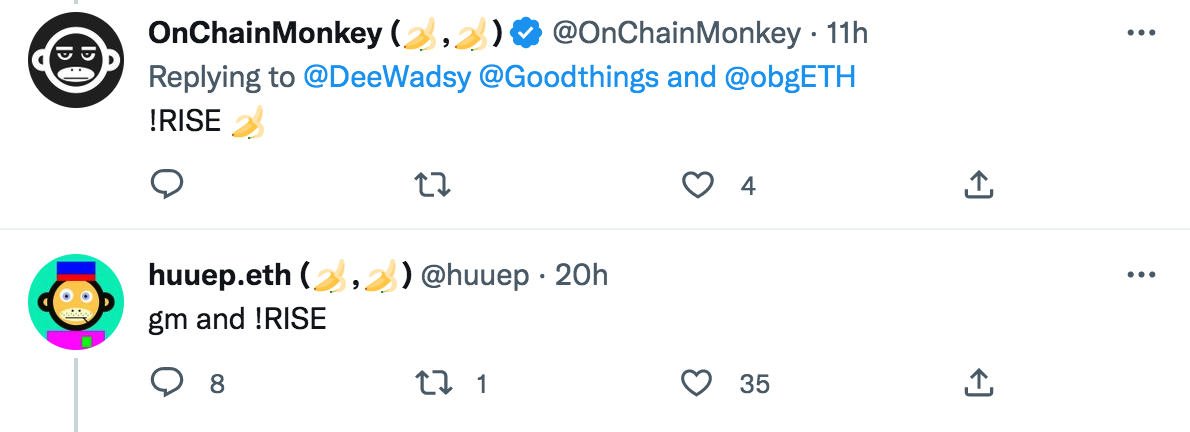 OnChainMonkey (🍌,🍌) @OnChainMonkey · 11h
Replying to @DeeWadsy @Goodthings and @obgETH
!RISE 🍌
4
huuep.eth (🍌,🍌) @huuep · 20h
gm and !RISE
8 1 35